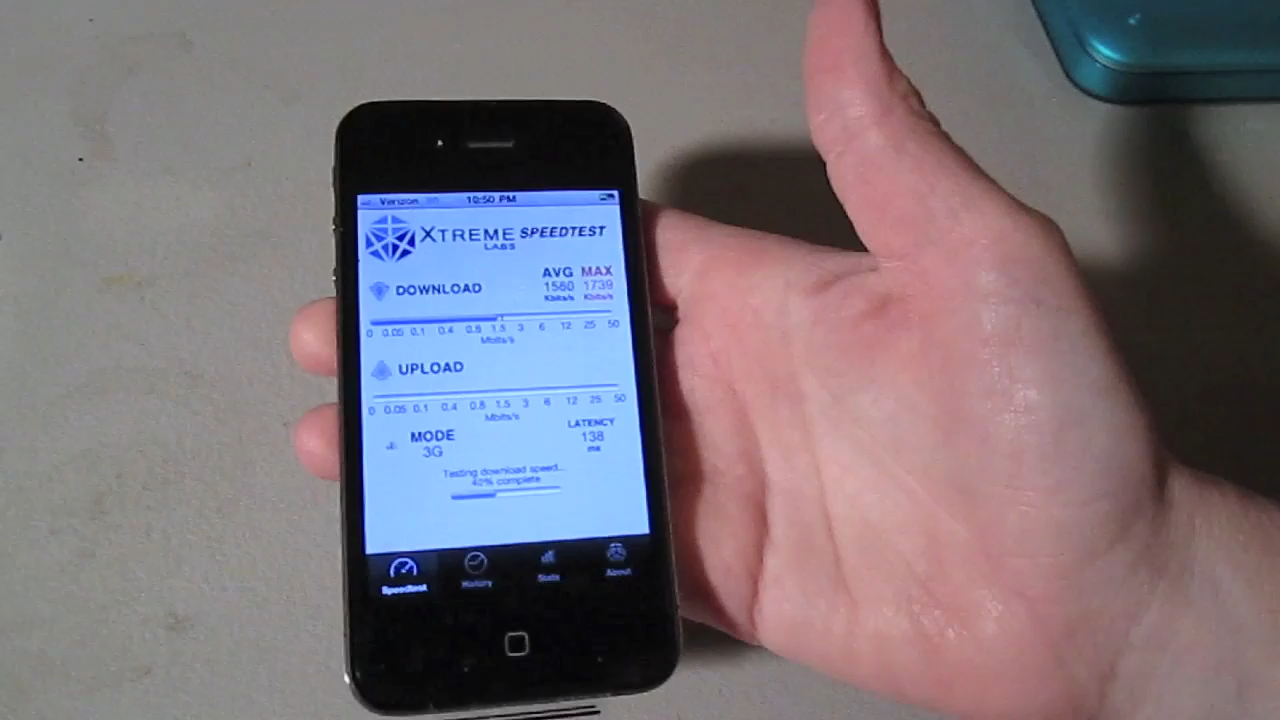 Verizon 10:50 PM
XTREME SPEEDTEST
LABS
AVG MAX
DOWNLOAD 1560 1739
Kbits/s Kbits/s
0 0.05 0.1 0.4 0.8 1.5 3 6 12 25 50
Mbits/s
UPLOAD
0 0.05 0.1 0.4 0.8 1.5 3 6 12 25 50
Mbits/s
MODE LATENCY
3G 138
ms
Testing download speed...
42% complete
Speedtest History Stats About